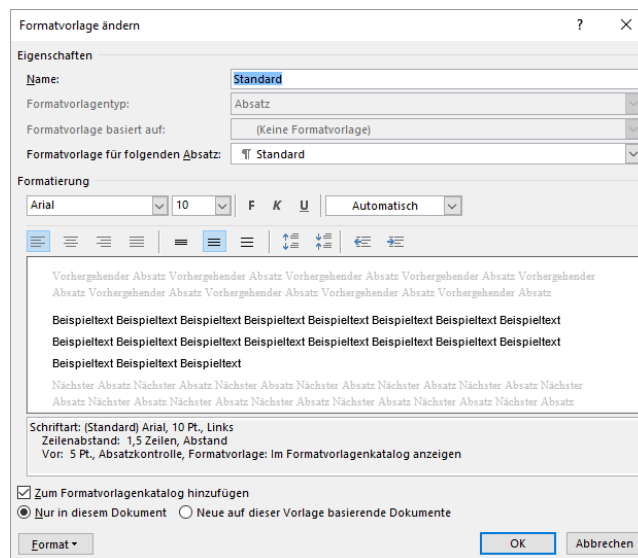 Formatvorlage ändern ? ×
Eigenschaften
Name: Standard
Formatvorlagentyp: Absatz
Formatvorlage basiert auf: (Keine Formatvorlage)
Formatvorlage für folgenden Absatz: ¶ Standard
Formatierung
Arial 10 F K U Automatisch
Vorhergehender Absatz Vorhergehender Absatz Vorhergehender Absatz Vorhergehender Absatz Vorhergehender
Absatz Vorhergehender Absatz Vorhergehender Absatz Vorhergehender Absatz Vorhergehender Absatz
Beispieltext Beispieltext Beispieltext Beispieltext Beispieltext Beispieltext Beispieltext Beispieltext
Beispieltext Beispieltext Beispieltext Beispieltext Beispieltext Beispieltext Beispieltext Beispieltext
Beispieltext Beispieltext Beispieltext
Nächster Absatz Nächster Absatz Nächster Absatz Nächster Absatz Nächster Absatz Nächster Absatz Nächster
Absatz Nächster Absatz Nächster Absatz Nächster Absatz Nächster Absatz Nächster Absatz Nächster Absatz
Schriftart: (Standard) Arial, 10 Pt., Links
Zeilenabstand: 1,5 Zeilen, Abstand
Vor: 5 Pt., Absatzkontrolle, Formatvorlage: Im Formatvorlagenkatalog anzeigen
Zum Formatvorlagenkatalog hinzufügen
Nur in diesem Dokument Neue auf dieser Vorlage basierende Dokumente
Format OK Abbrechen